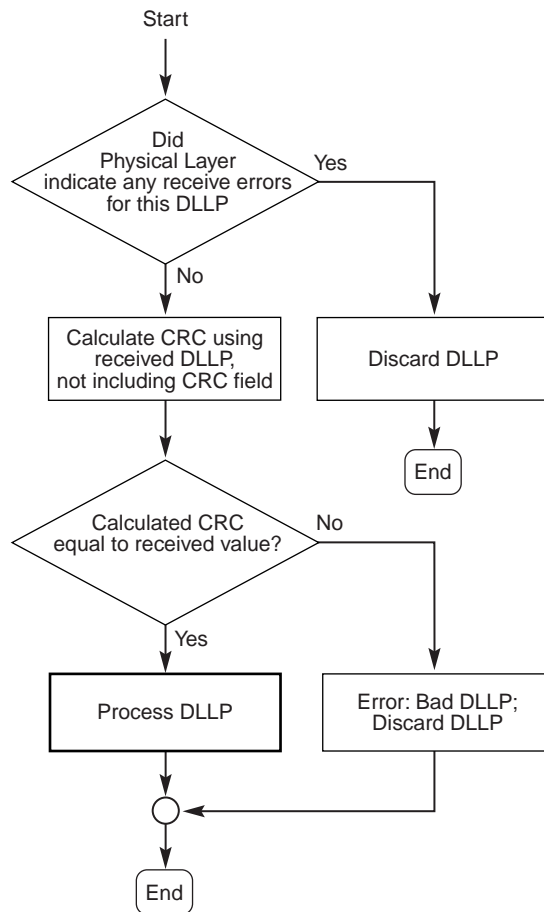 Start
Did
Physical Layer
indicate any receive errors
for this DLLP
Yes
No
Calculate CRC using
received DLLP,
not including CRC field
Discard DLLP
End
Calculated CRC
equal to received value?
No
Yes
Process DLLP
Error: Bad DLLP;
Discard DLLP
End